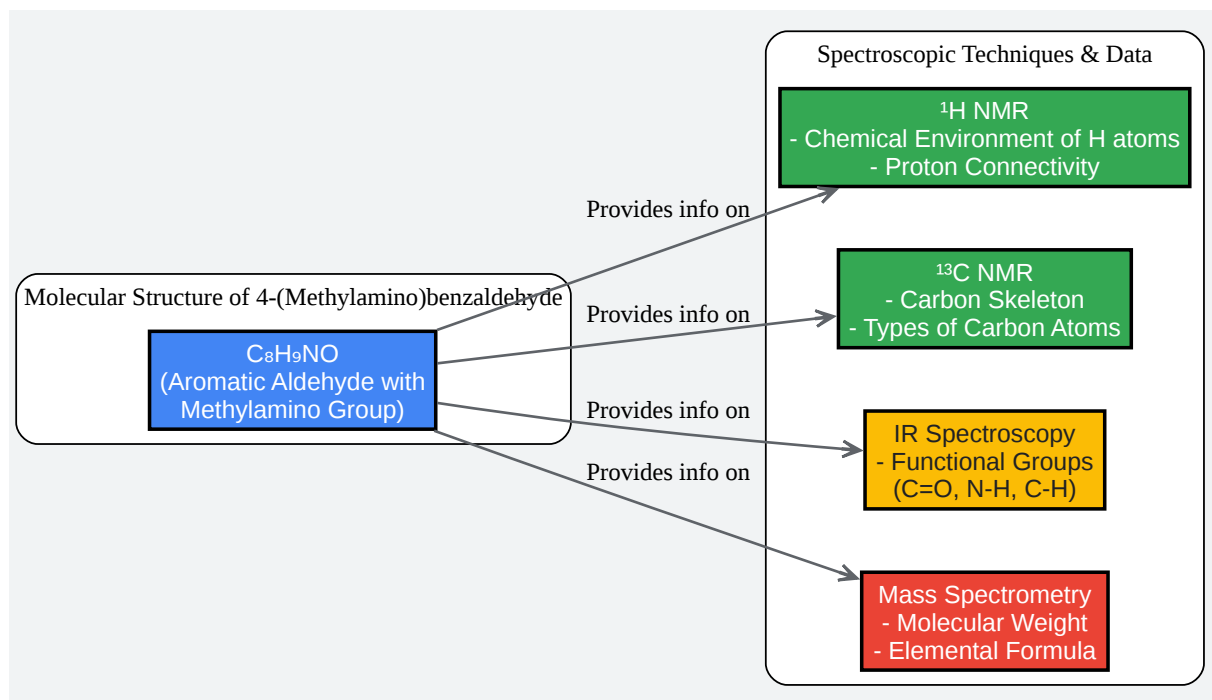 Spectroscopic Techniques & Data
¹H NMR
- Chemical Environment of H atoms
- Proton Connectivity
Provides info on
¹³C NMR
- Carbon Skeleton
- Types of Carbon Atoms
Molecular Structure of 4-(Methylamino)benzaldehyde
Provides info on
C₈H₉NO
(Aromatic Aldehyde with
Methylamino Group)
Provides info on
IR Spectroscopy
- Functional Groups
(C=O, N-H, C-H)
Provides info on
Mass Spectrometry
- Molecular Weight
- Elemental Formula